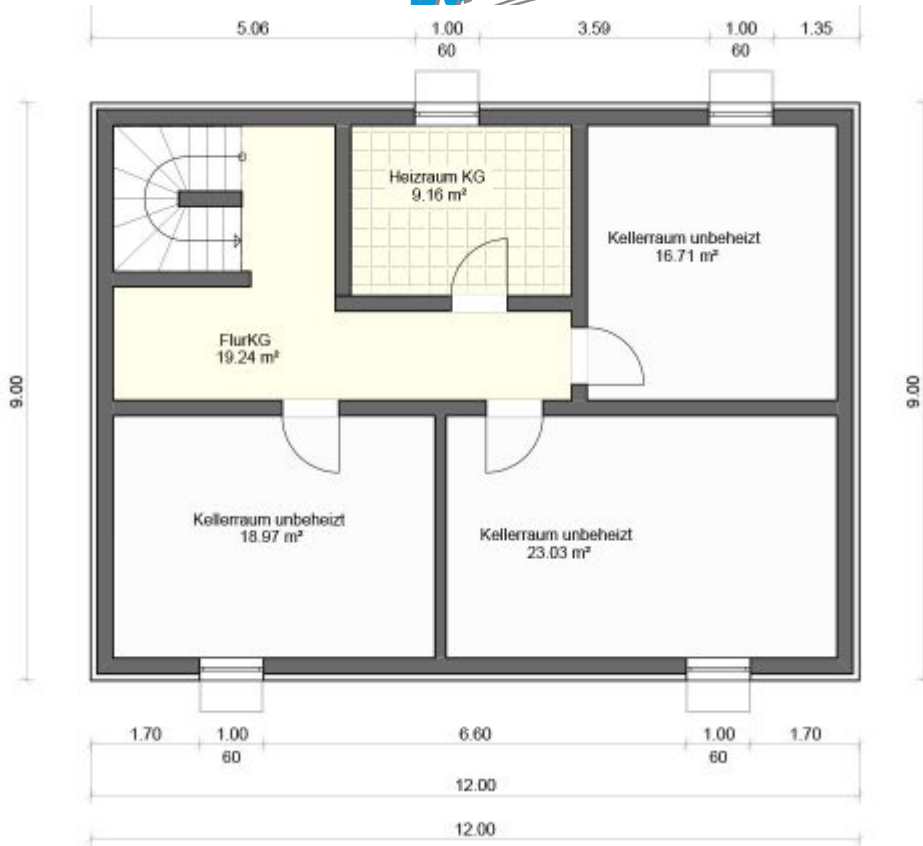 5.06 1.00 3.59 1.00 1.35
60 60
Heizraum KG
9.16 m²
Kellerraum unbeheizt
16.71 m²
FlurKG
19.24 m²
9.00
9.00
Kellerraum unbeheizt
18.97 m²
Kellerraum unbeheizt
23.03 m²
1.70 1.00 6.60 1.00 1.70
60 60
12.00
12.00